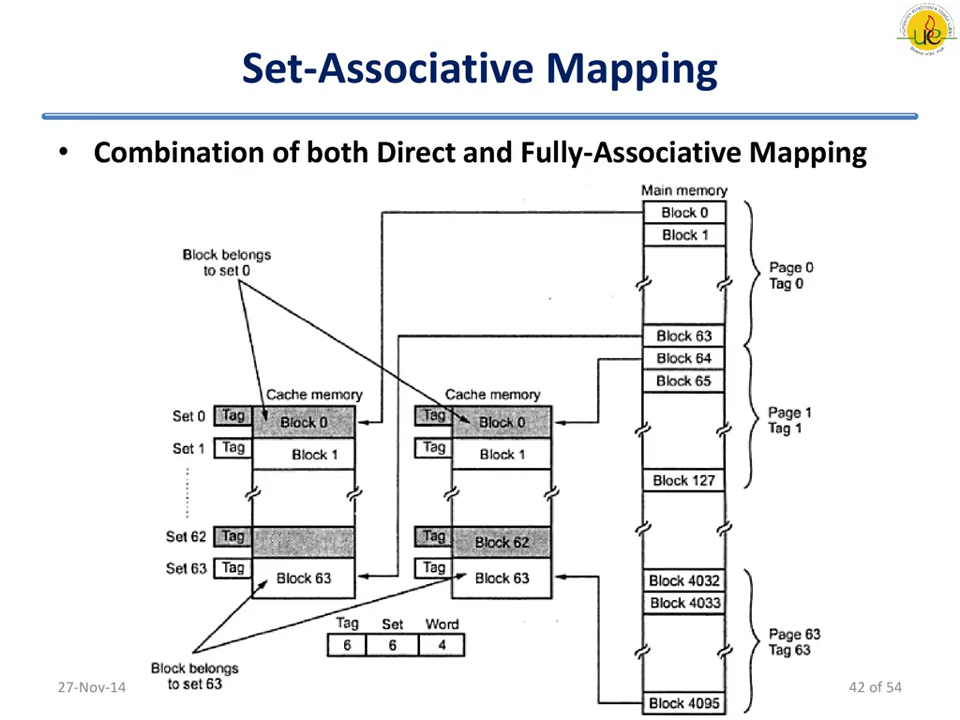 Set-Associative Mapping
• Combination of both Direct and Fully-Associative Mapping
Main memory
Block 0
Block 1
Page 0
Tag 0
Block 63
Block 64
Block 65
Page 1
Tag 1
Block 127
Block 4032
Block 4033
Page 63
Tag 63
Block 4095
Block belongs
to set 0
Cache memory
Set 0 Tag Block 0
Set 1 Tag Block 1
Set 62 Tag
Set 63 Tag Block 63
Cache memory
Tag Block 0
Tag Block 1
Tag Block 62
Tag Block 63
Tag Set Word
6 6 4
Block belongs
to set 63
27-Nov-14
42 of 54